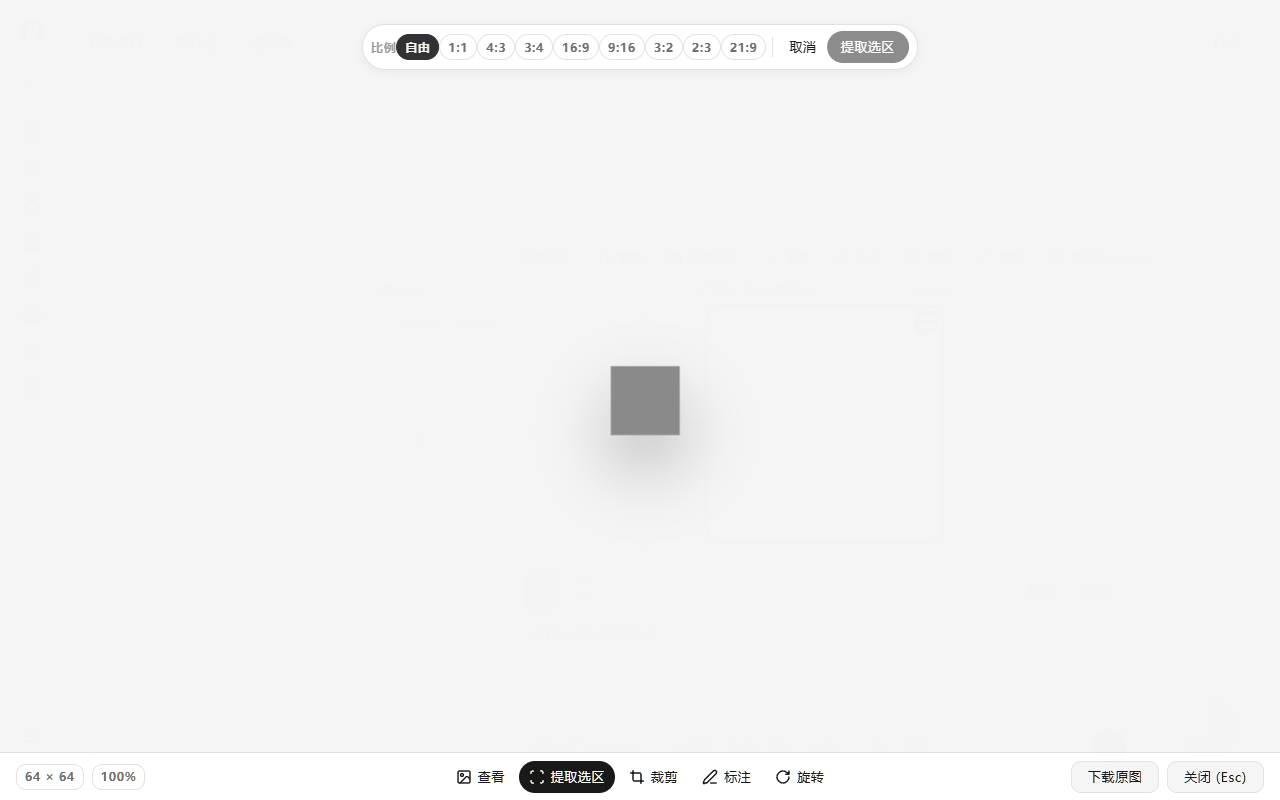 比例 自由 1:1 4:3 3:4 16:9 9:16 3:2 2:3 21:9 取消 提取选区
64 × 64 100% 查看 提取选区 裁剪 标注 旋转 下载原图 关闭 (Esc)